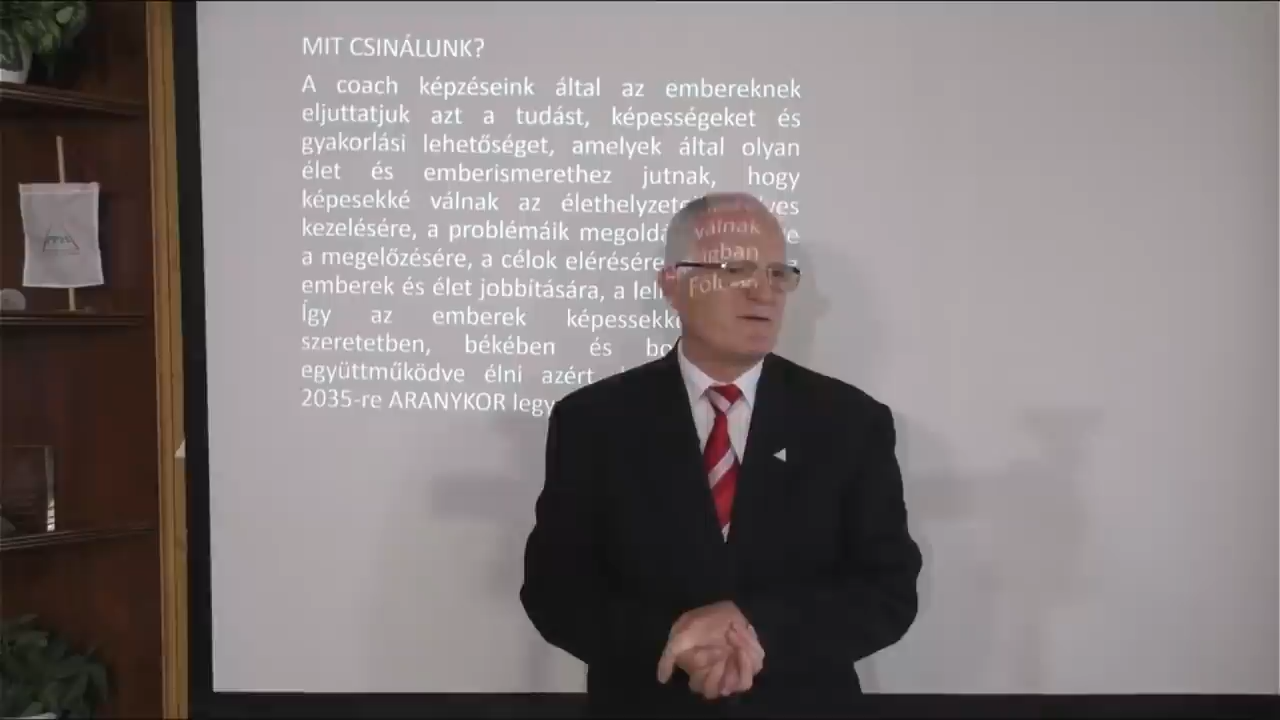 MIT CSINÁLUNK?
A coach képzéseink által az embereknek
eljuttatjuk azt a tudást, képességeket és
gyakorlási lehetőséget, amelyek által olyan
élet és emberismerethez jutnak, hogy
képesekké válnak az
kezelésére, a problémáik
a megelőzésére, a célok elérésére
emberek és élet jobbítására, a
Így az emberek
szeretetben, békében és
együttműködve élni azért
2035-re ARANYKOR
válnak